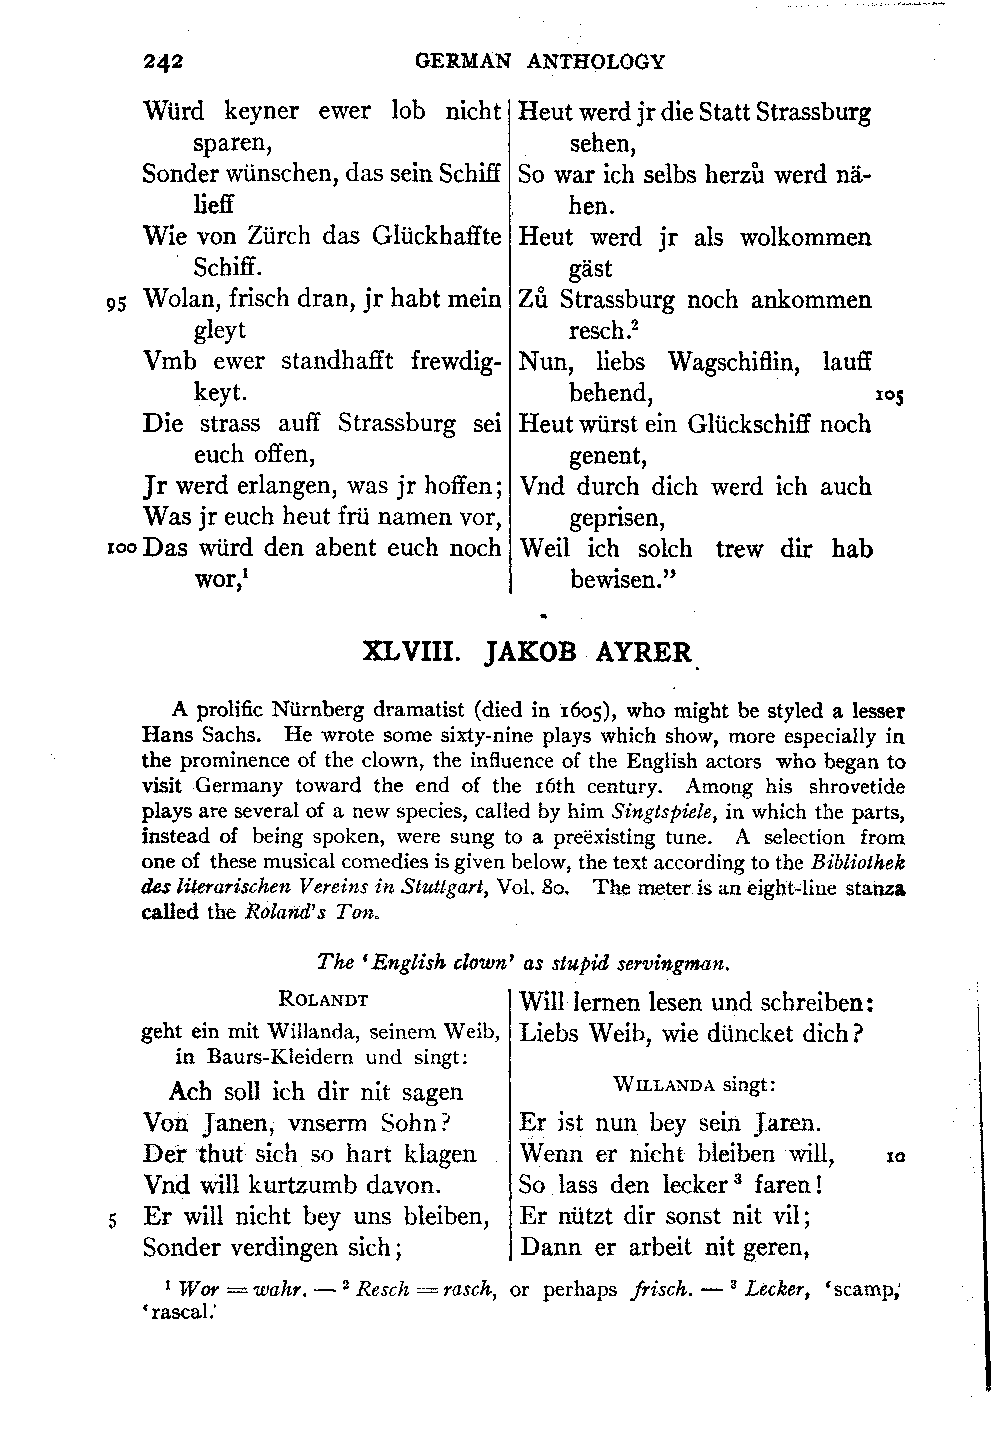 242 GERMAN ANTHOLOGY
Würd keyner ewer lob nicht
sparen,
Sonder wünschen, das sein Schiff
lieff
Wie von Zürch das Glückhaffte
Schiff.
95 Wolan, frisch dran, jr habt mein
gleyt
Vmb ewer standhafft frewdig-
keyt.
Die strass auff Strassburg sei
euch offen,
Jr werd erlangen, was jr hoffen;
Was jr euch heut frü namen vor,
100 Das würd den abent euch noch
wor,¹
Heut werd jr die Statt Strassburg
sehen,
So war ich selbs herzů werd nä-
hen.
Heut werd jr als wolkommen
gäst
Zů Strassburg noch ankommen
resch.²
Nun, liebs Wagschiflin, lauff
behend, 105
Heut würst ein Glückschiff noch
genent,
Vnd durch dich werd ich auch
geprisen,
Weil ich solch trew dir hab
bewisen.”
XLVIII. JAKOB AYRER
A prolific Nürnberg dramatist (died in 1605), who might be styled a lesser
Hans Sachs. He wrote some sixty-nine plays which show, more especially in
the prominence of the clown, the influence of the English actors who began to
visit Germany toward the end of the 16th century. Among his shrovetide
plays are several of a new species, called by him Singtspiele, in which the parts,
instead of being spoken, were sung to a preëxisting tune. A selection from
one of these musical comedies is given below, the text according to the Bibliothek
des literarischen Vereins in Stuttgart, Vol. 80. The meter is an eight-line stanza
called the Roland's Ton.
The ‘English clown’ as stupid servingman.
ROLANDT
geht ein mit Willanda, seinem Weib,
in Baurs-Kleidern und singt:
Ach soll ich dir nit sagen
Von Janen, vnserm Sohn?
Der thut sich so hart klagen
Vnd will kurtzumb davon.
5 Er will nicht bey uns bleiben,
Sonder verdingen sich;
Will lernen lesen und schreiben:
Liebs Weib, wie düncket dich?
WILLANDA singt:
Er ist nun bey sein Jaren.
Wenn er nicht bleiben will, 10
So lass den lecker³ faren!
Er nützt dir sonst nit vil;
Dann er arbeit nit geren,
¹ Wor = wahr. — ² Resch = rasch, or perhaps frisch. — ³ Lecker, ‘scamp,’
‘rascal.’